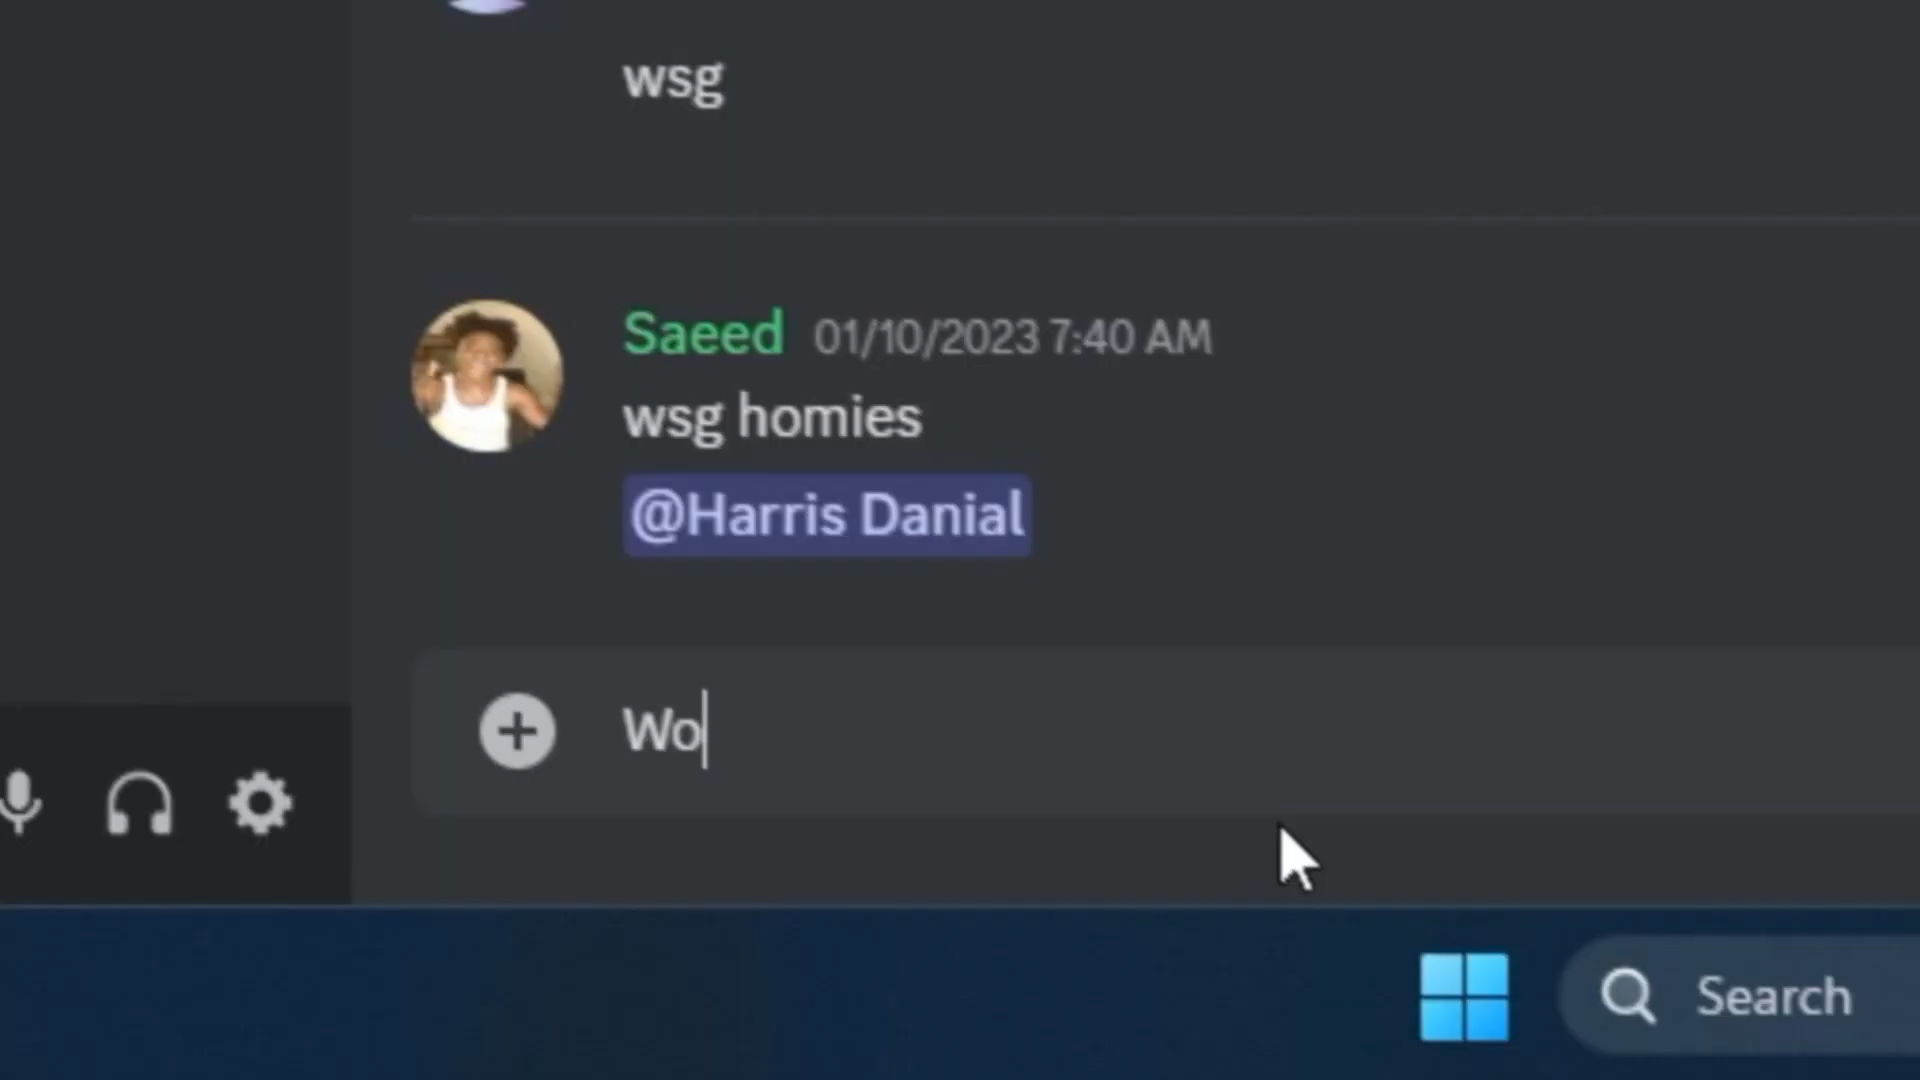 wsg
Saeed 01/10/2023 7:40 AM
wsg homies
@Harris Danial
Wo
Search